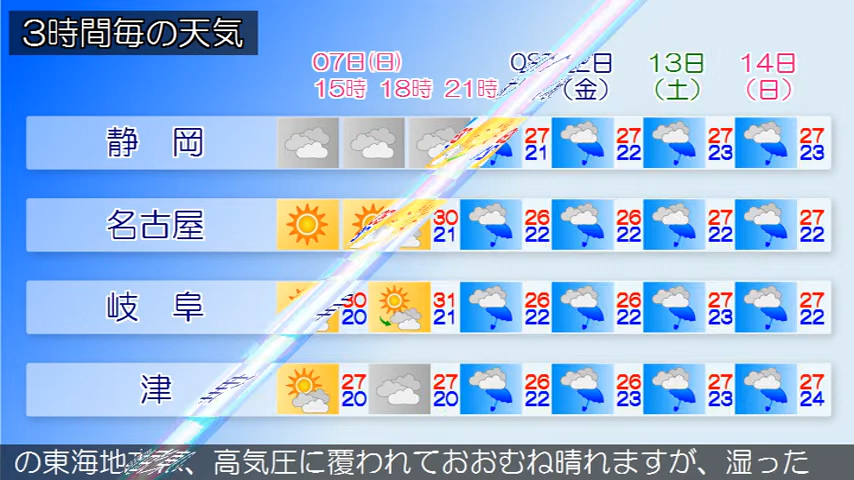 3時間毎の天気
07日(日)
15時 18時 21時 12日 13日 14日
(金) (土) (日)
静岡 27 21 27 22 27 23 27 23
名古屋 30 21 26 22 26 22 27 22 27 22
岐阜 30 20 31 21 26 22 26 22 27 23 27 22
津 27 20 27 20 26 22 26 23 27 23 27 24
の東海地 、高気圧に覆われておおむね晴れますが、湿った